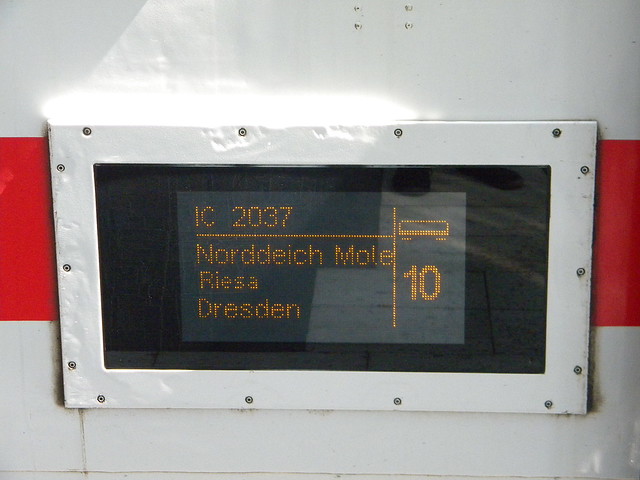 IC 2037
Norddeich Mole
Riesa
Dresden
10